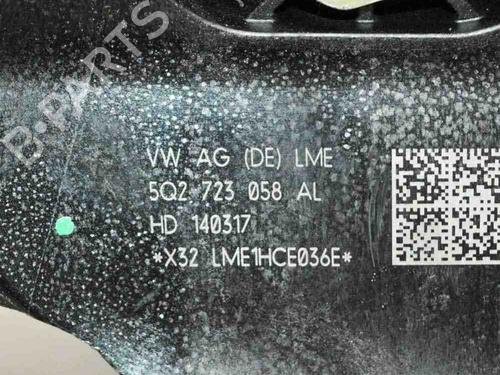 B-PARTS
VW AG (DE) LME
5Q2 723 058 AL
HD 140317
*X32 LME1HCE036E*